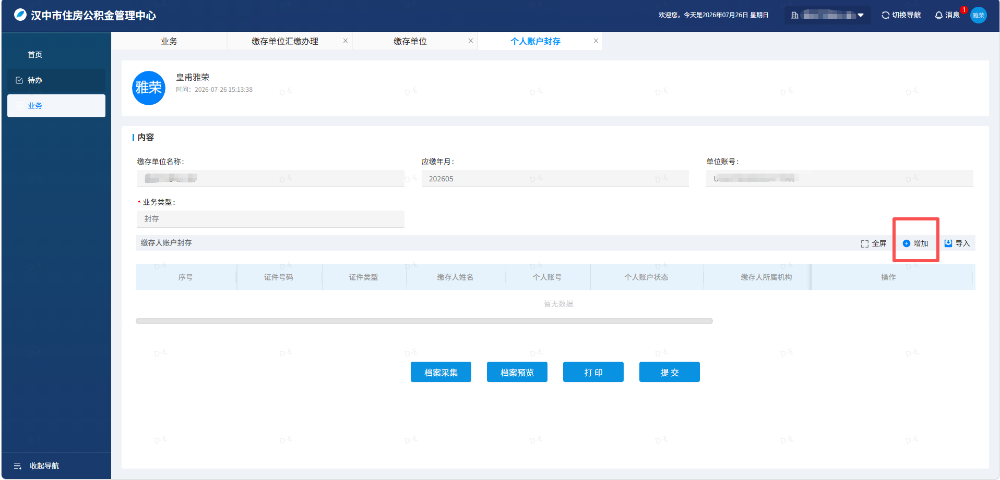 汉中市住房公积金管理中心
欢迎您，今天是2026年07月26日 星期日
切换导航
消息
1
雅荣
首页
待办
业务
收起导航
业务
缴存单位汇缴办理
缴存单位
个人账户封存
雅荣
皇甫雅荣
时间：2026-07-26 15:13:38
内容
缴存单位名称：
应缴年月：
单位账号：
202605
* 业务类型：
封存
缴存人账户封存
全屏
增加
导入
序号 证件号码 证件类型 缴存人姓名 个人账号 个人账户状态 缴存人所属机构 操作
暂无数据
档案采集
档案预览
打 印
提 交
D-E